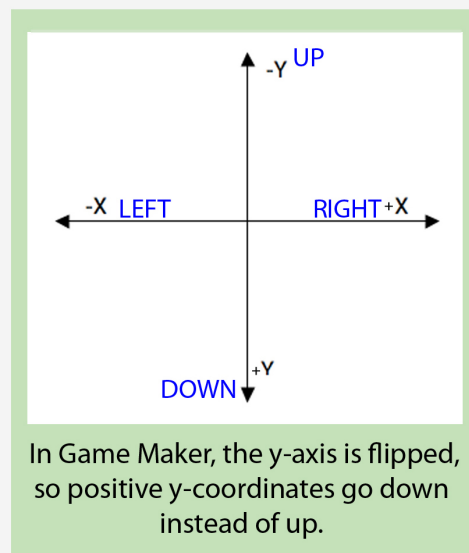 -Y UP
-X LEFT
RIGHT +X
+Y
DOWN
In Game Maker, the y-axis is flipped,
so positive y-coordinates go down
instead of up.